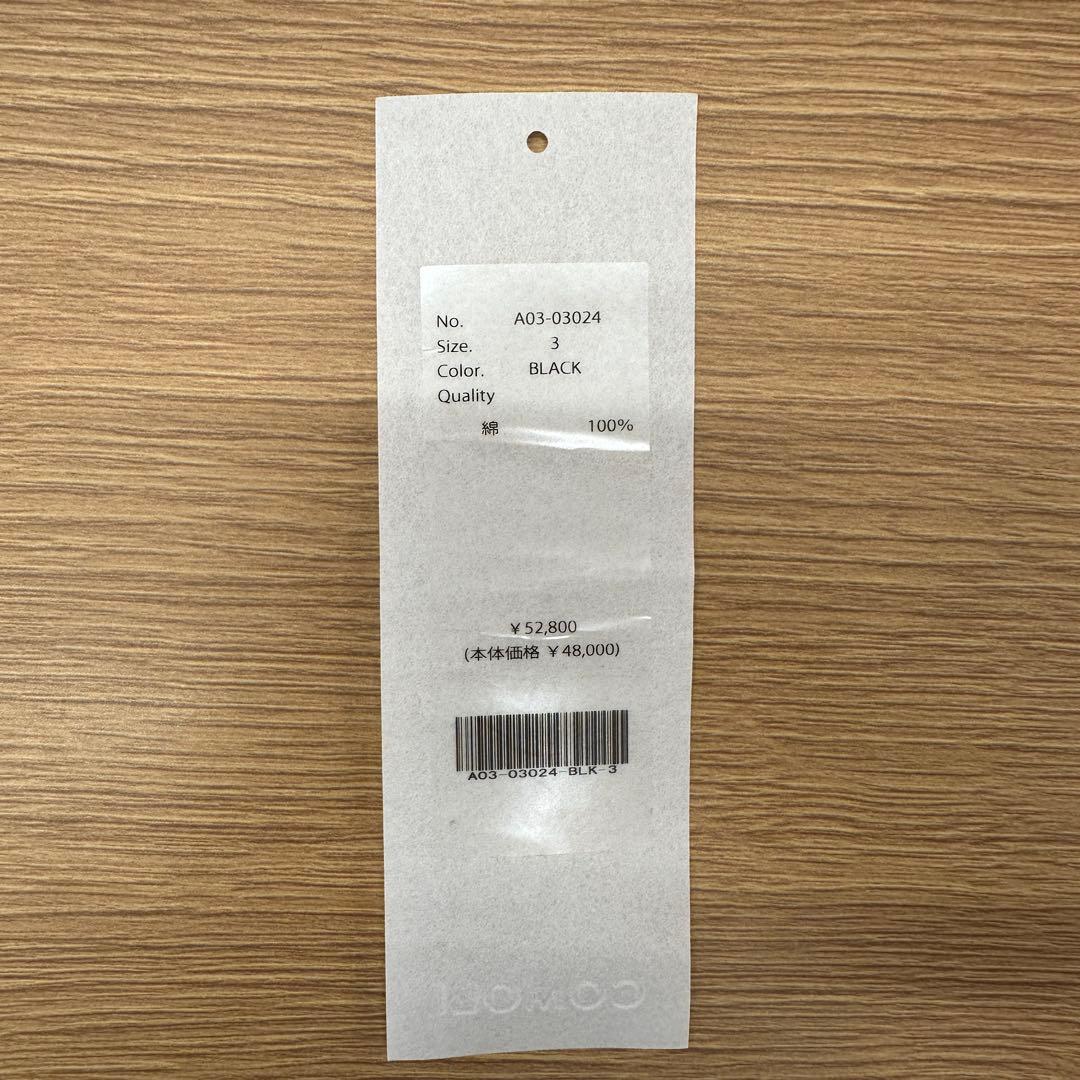 No. A03-03024
Size. 3
Color. BLACK
Quality
綿 100%
￥52,800
(本体価格 ￥48,000)
A03-03024-BLK-3
COMOLI